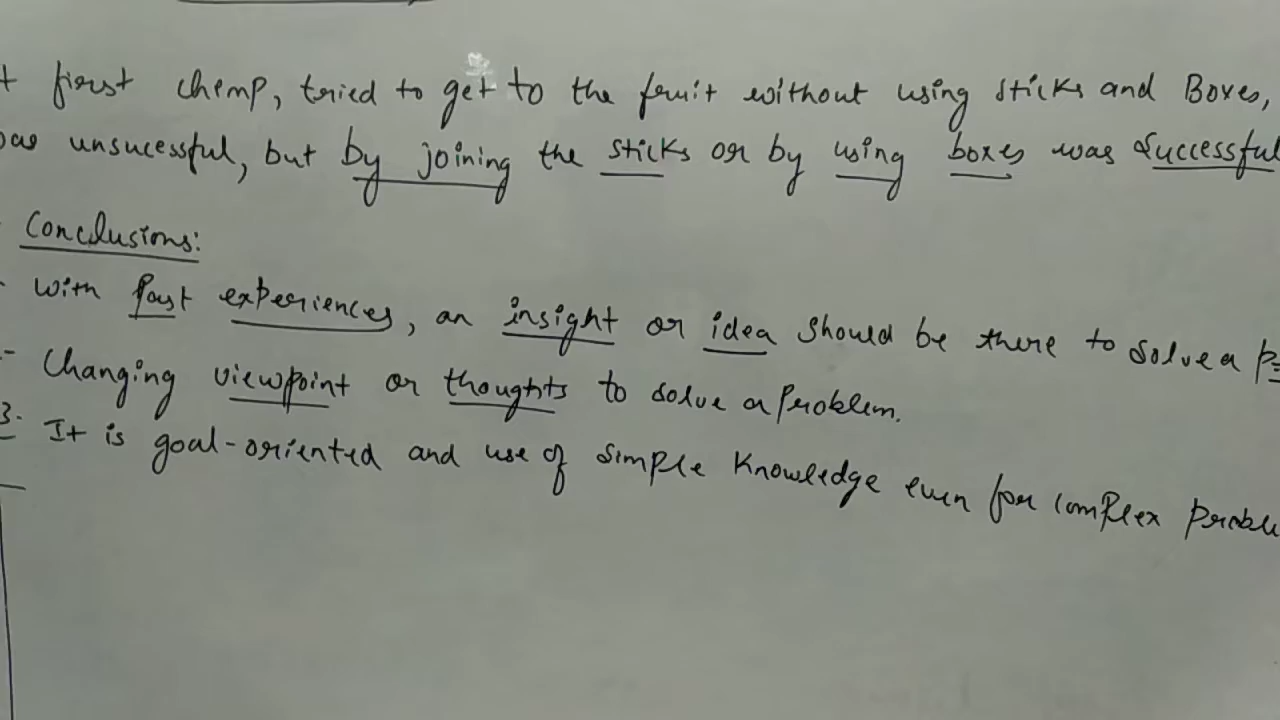 t first chimp, tried to get to the fruit without using sticks and Boxes,
was unsucessful, but by joining the sticks or by using boxes was successful
Conclusions:
- with past experiences, an insight or idea should be there to solve a
- Changing viewpoint or thoughts to solve a Problem.
3- It is goal-oriented and use of simple knowledge even for complex Proble